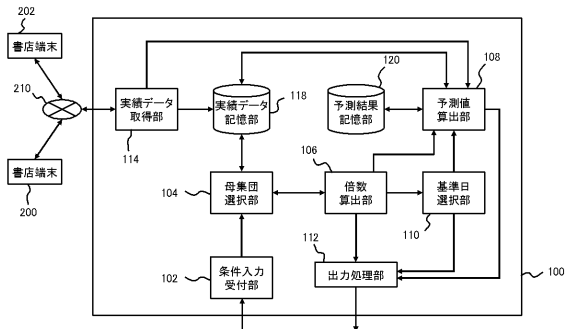 202
書店端末
210
書店端末
200
実績データ
取得部
114
実績データ
記憶部
118
120
予測結果
記憶部
108
予測値
算出部
104
母集団
選択部
106
倍数
算出部
基準日
選択部
110
102
条件入力
受付部
112
出力処理部
100